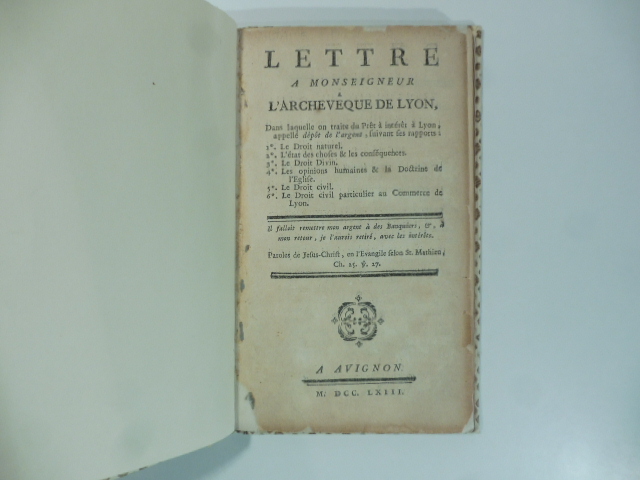 LETTRE
A MONSEIGNEUR
L'ARCHEVEQUE DE LYON,
Dans laquelle on traite du Prêt à intérêt à Lyon,
appellé dépôt de l'argent, suivant ses rapports :
1°. Le Droit naturel.
2°. L'état des choses & les conséquences.
3°. Le Droit Divin.
4°. Les opinions humaines & la Doctrine de
l'Eglise.
5°. Le Droit civil.
6°. Le Droit civil particulier au Commerce de
Lyon.
Il falloit remettre mon argent à des Banquiers, &, à
mon retour, je l'aurois retiré, avec les intérêts.
Paroles de Jesus-Christ, en l'Evangile selon St. Mathieu,
Ch. 25. ℣. 27.
A AVIGNON.
M. DCC. LXIII.